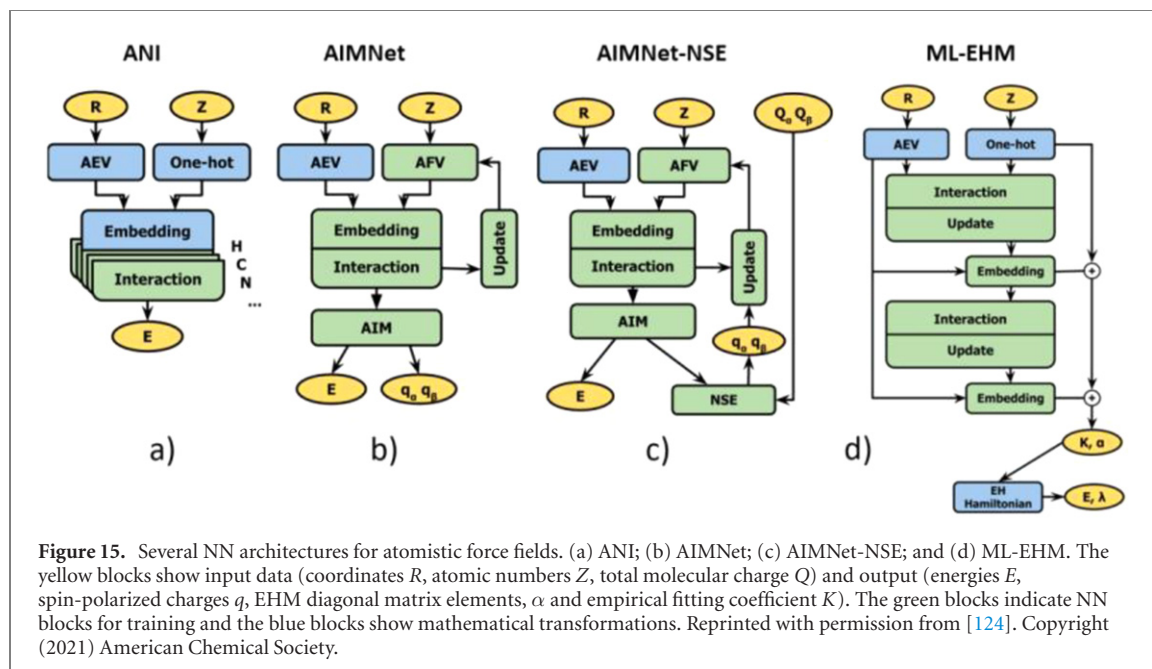 ANI
AIMNet
AIMNet-NSE
ML-EHM
R
Z
AEV
One-hot
Embedding
Interaction
H
C
N
...
E
a)
R
Z
AEV
AFV
Embedding
Interaction
Update
AIM
E
qα qβ
b)
R
Z
Qα Qβ
AEV
AFV
Embedding
Interaction
Update
AIM
qα qβ
E
NSE
c)
R
Z
AEV
One-hot
Interaction
Update
Embedding
+
Interaction
Update
Embedding
+
K, α
EH
Hamiltonian
E, λ
d)
Figure 15. Several NN architectures for atomistic force fields. (a) ANI; (b) AIMNet; (c) AIMNet-NSE; and (d) ML-EHM. The
yellow blocks show input data (coordinates R, atomic numbers Z, total molecular charge Q) and output (energies E,
spin-polarized charges q, EHM diagonal matrix elements, α and empirical fitting coefficient K). The green blocks indicate NN
blocks for training and the blue blocks show mathematical transformations. Reprinted with permission from [124]. Copyright
(2021) American Chemical Society.